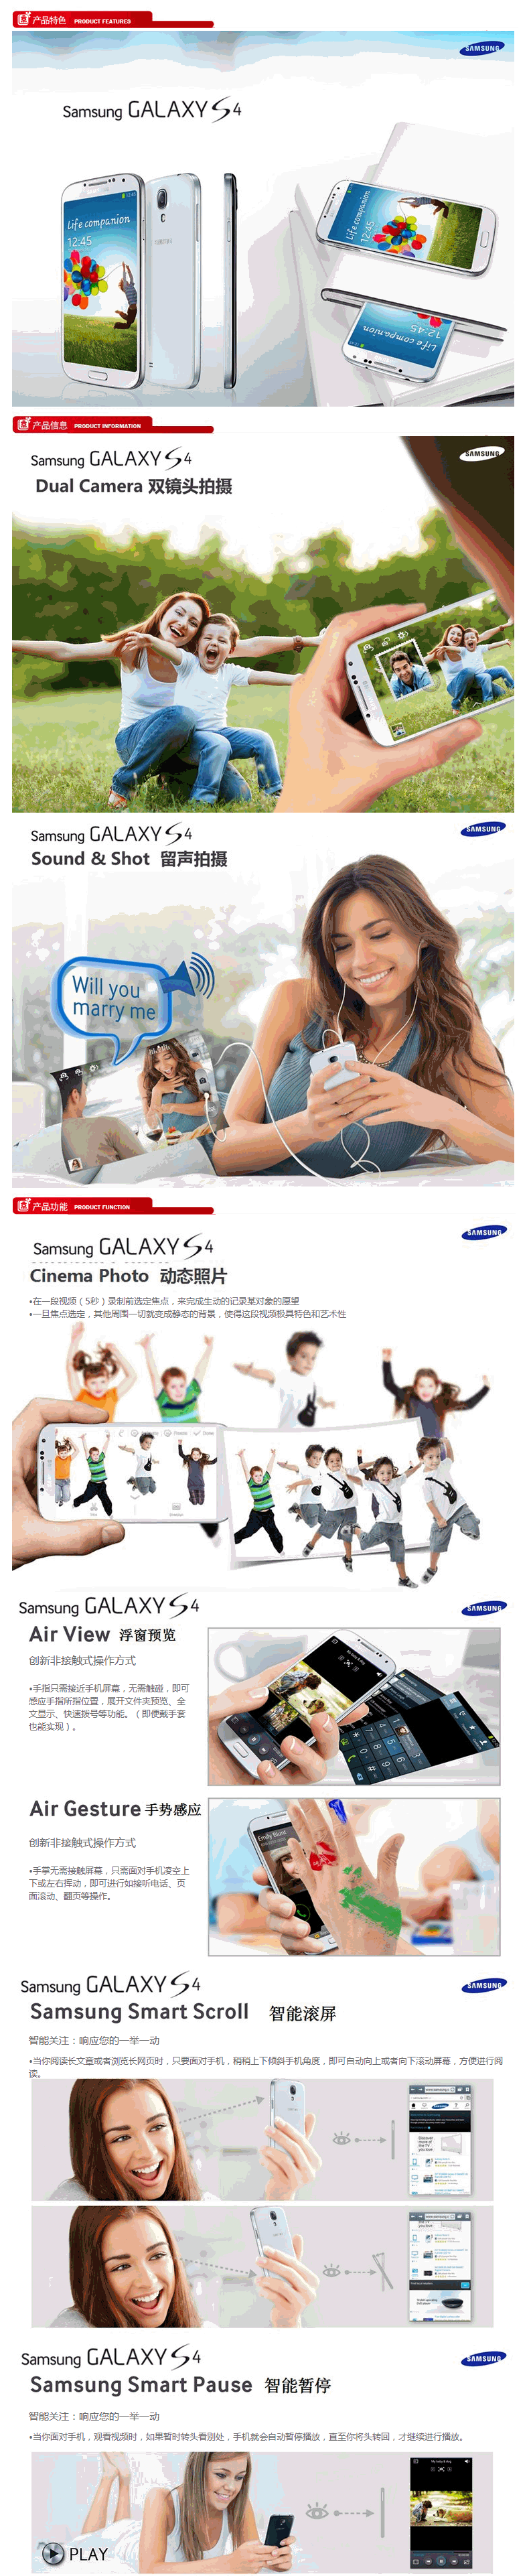 产品特色 PRODUCT FEATURES
SAMSUNG
Samsung GALAXY S4
Life companion
12:45
Life companion
12:45
Life companion
12:45
产品信息 PRODUCT INFORMATION
Samsung GALAXY S4
SAMSUNG
Dual Camera 双镜头拍摄
Samsung GALAXY S4
SAMSUNG
Sound & Shot 留声拍摄
Will you
marry me
产品功能 PRODUCT FUNCTION
SAMSUNG
Samsung GALAXY S4
Cinema Photo 动态照片
•在一段视频（5秒）录制前选定焦点，来完成生动的记录某对象的愿望
•一旦焦点选定，其他周围一切就变成静态的背景，使得这段视频极具特色和艺术性
Samsung GALAXY S4
SAMSUNG
Air View 浮窗预览
创新非接触式操作方式
•手指只需接近手机屏幕，无需触碰，即可
感应手指所指位置，展开文件夹预览、全
文显示、快速拨号等功能。（即便戴手套
也能实现）。
Air Gesture 手势感应
创新非接触式操作方式
•手掌无需接触屏幕，只需面对手机凌空上
下或左右挥动，即可进行如接听电话、页
面滚动、翻页等操作。
Emily Blunt
Samsung GALAXY S4
SAMSUNG
Samsung Smart Scroll 智能滚屏
智能关注：响应您的一举一动
•当你阅读长文章或者浏览长网页时，只要面对手机，稍稍上下倾斜手机角度，即可自动向上或者向下滚动屏幕，方便进行阅
读。
Samsung GALAXY S4
SAMSUNG
Samsung Smart Pause 智能暂停
智能关注：响应您的一举一动
•当你面对手机，观看视频时，如果暂时转头看别处，手机就会自动暂停播放，直至你将头转回，才继续进行播放。
PLAY